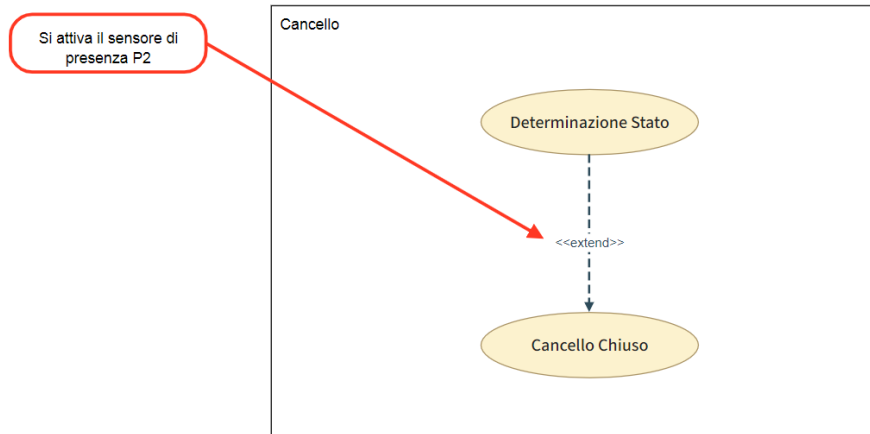 Cancello
Si attiva il sensore di
presenza P2
Determinazione Stato
<<extend>>
Cancello Chiuso